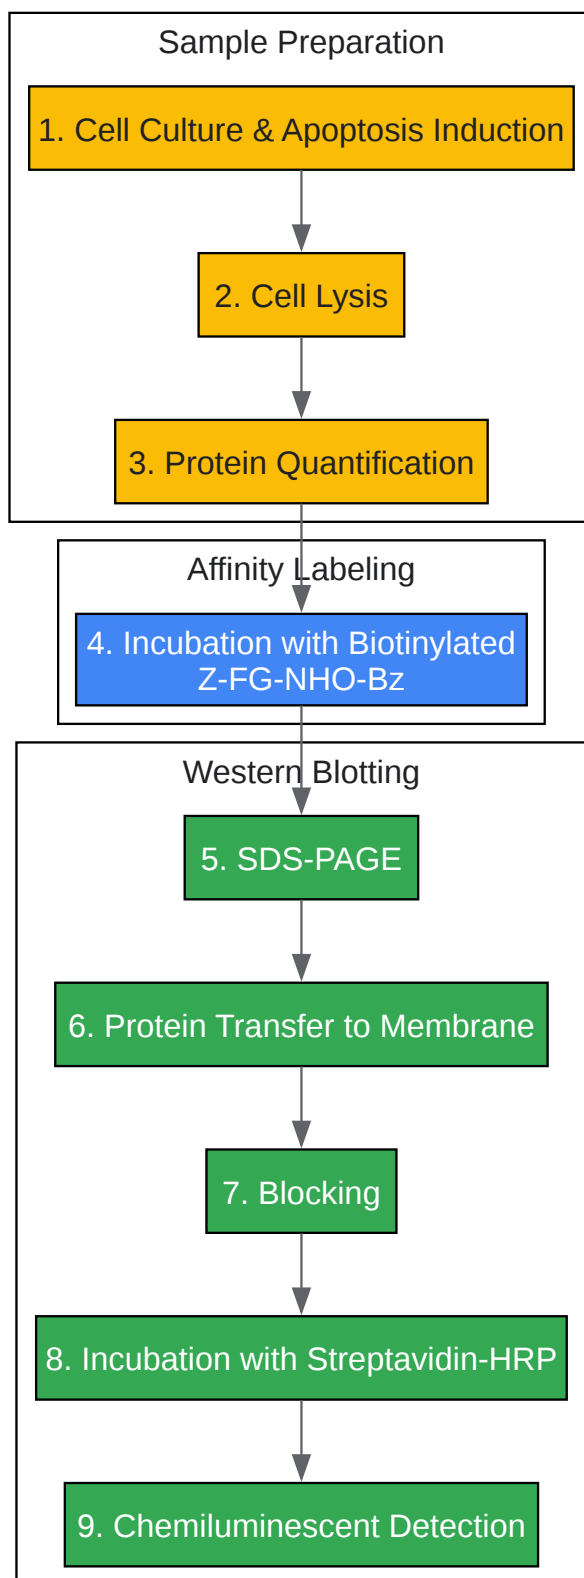 Sample Preparation
1. Cell Culture & Apoptosis Induction
2. Cell Lysis
3. Protein Quantification
Affinity Labeling
4. Incubation with Biotinylated
Z-FG-NHO-Bz
Western Blotting
5. SDS-PAGE
6. Protein Transfer to Membrane
7. Blocking
8. Incubation with Streptavidin-HRP
9. Chemiluminescent Detection